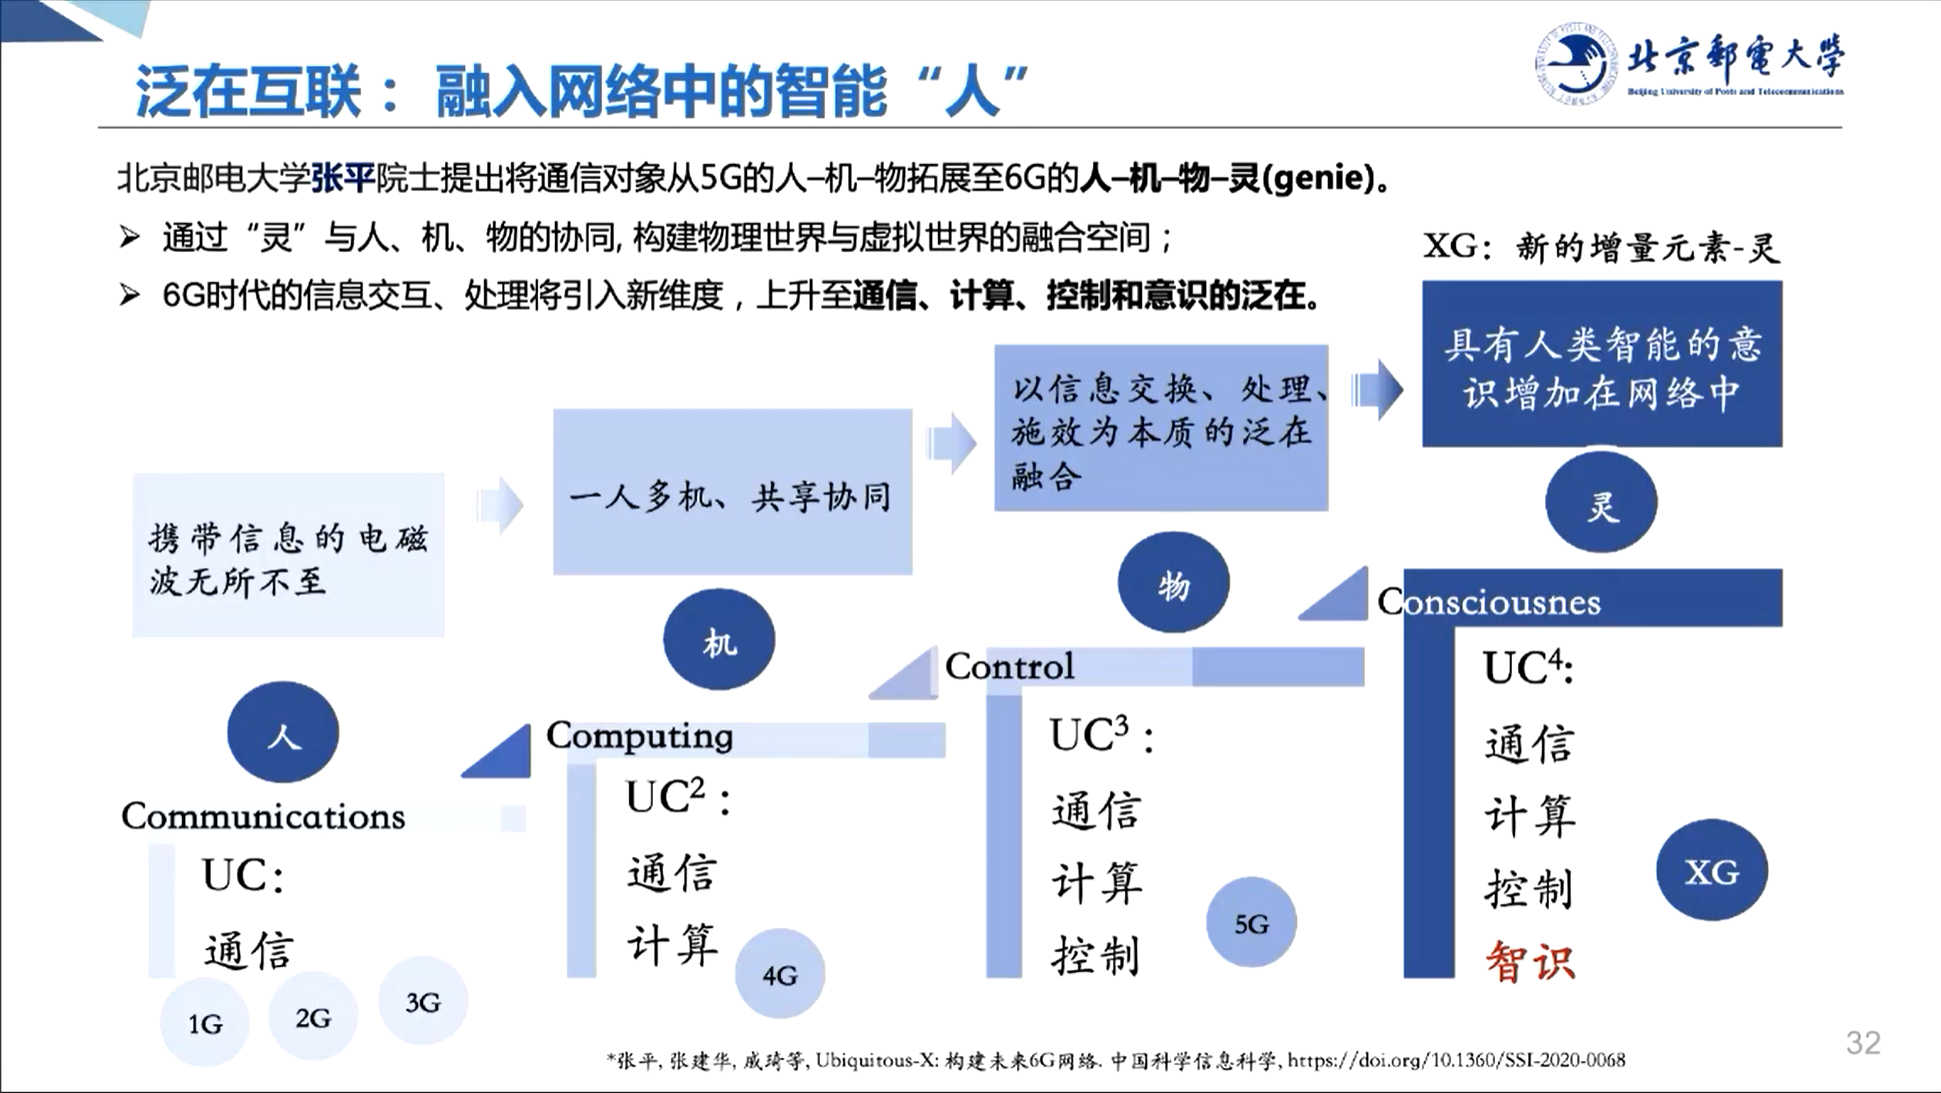 泛在互联：融入网络中的智能“人”
北京郵電大學
Beijing University of Posts and Telecommunications
北京邮电大学张平院士提出将通信对象从5G的人–机–物拓展至6G的人–机–物–灵(genie)。
➢ 通过“灵”与人、机、物的协同, 构建物理世界与虚拟世界的融合空间；
➢ 6G时代的信息交互、处理将引入新维度，上升至通信、计算、控制和意识的泛在。
XG：新的增量元素-灵
具有人类智能的意
识增加在网络中
灵
以信息交换、处理、
施效为本质的泛在
融合
物
一人多机、共享协同
机
携带信息的电磁
波无所不至
人
Communications
UC:
通信
1G
2G
3G
Computing
UC²：
通信
计算
4G
Control
UC³：
通信
计算
控制
5G
Consciousnes
UC⁴:
通信
计算
控制
智识
XG
*张平, 张建华, 戚琦等, Ubiquitous-X: 构建未来6G网络. 中国科学信息科学, https://doi.org/10.1360/SSI-2020-0068
32